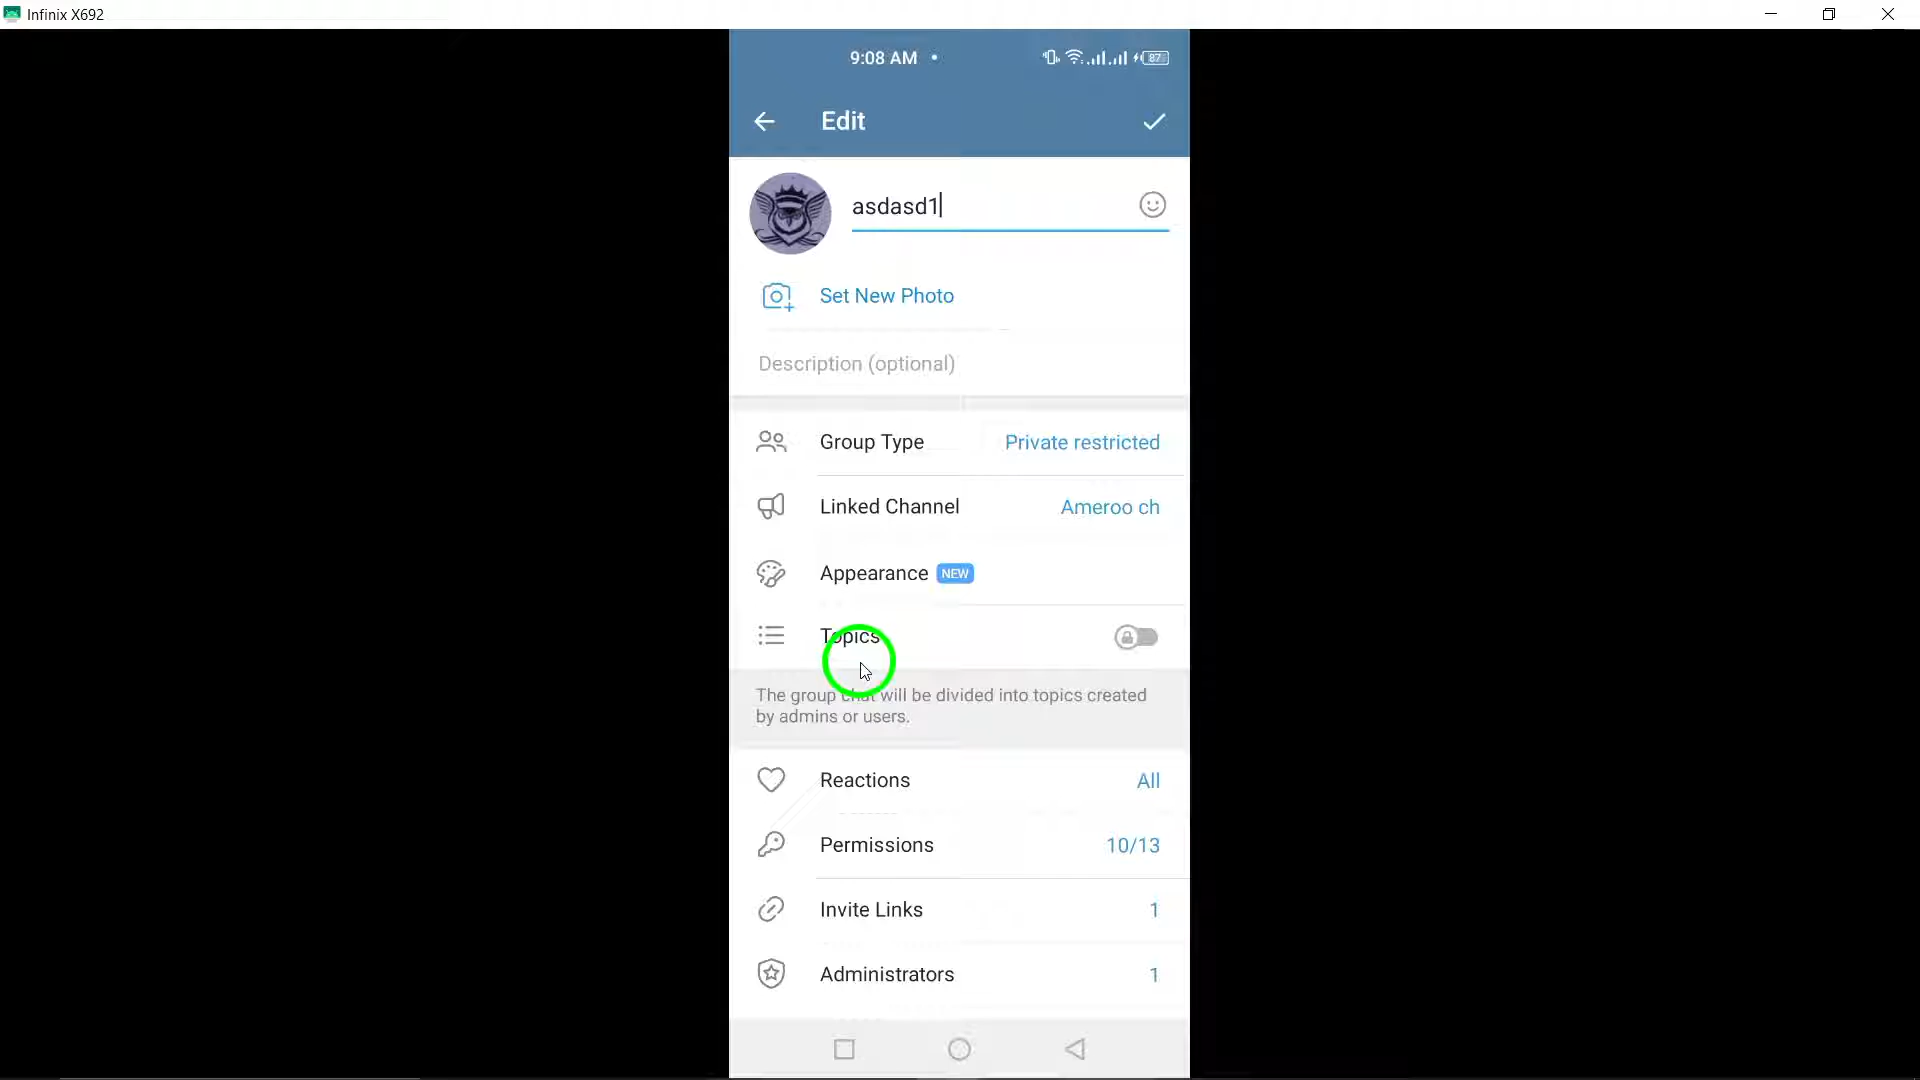 Infinix X692
9:08 AM
87
Edit
asdasd1
Set New Photo
Description (optional)
Group Type Private restricted
Linked Channel Ameroo ch
Appearance NEW
Topics
The group chat will be divided into topics created
by admins or users.
Reactions All
Permissions 10/13
Invite Links 1
Administrators 1